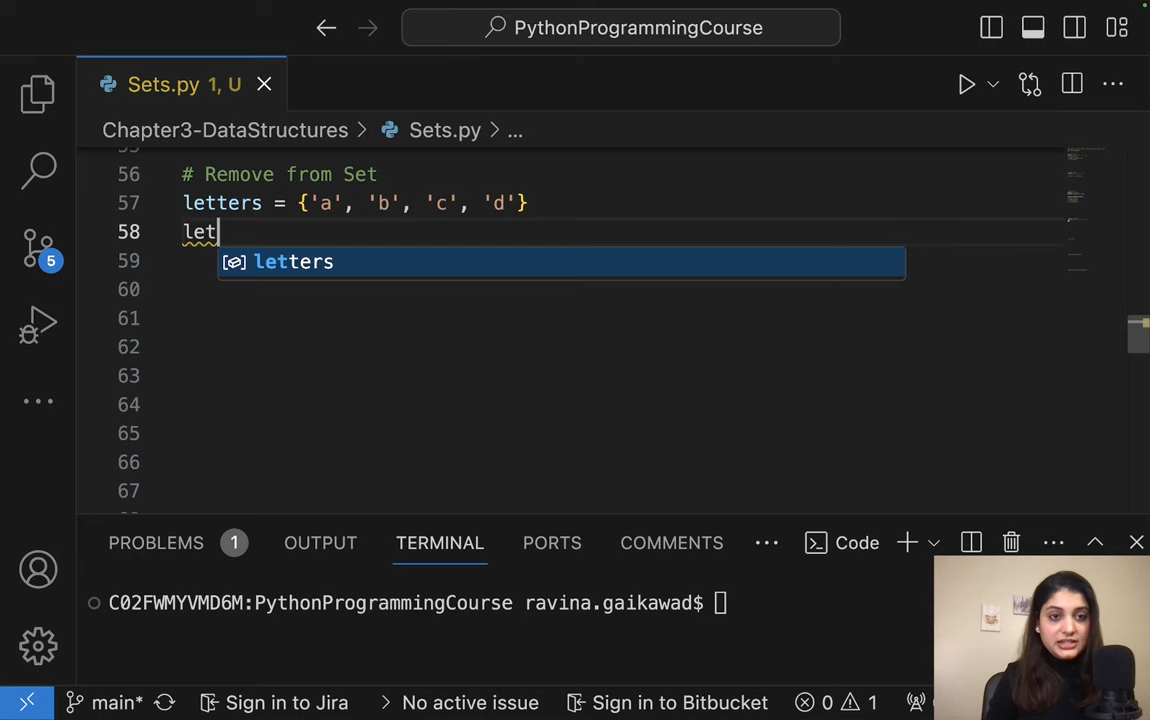 PythonProgrammingCourse
Sets.py 1, U
Chapter3-DataStructures > Sets.py > ...
56 # Remove from Set
57 letters = {'a', 'b', 'c', 'd'}
58 let
59 letters
60
61
62
63
64
65
66
67
5
PROBLEMS 1 OUTPUT TERMINAL PORTS COMMENTS ... Code
C02FWMYVMD6M:PythonProgrammingCourse ravina.gaikawad$
main* Sign in to Jira No active issue Sign in to Bitbucket 0 1